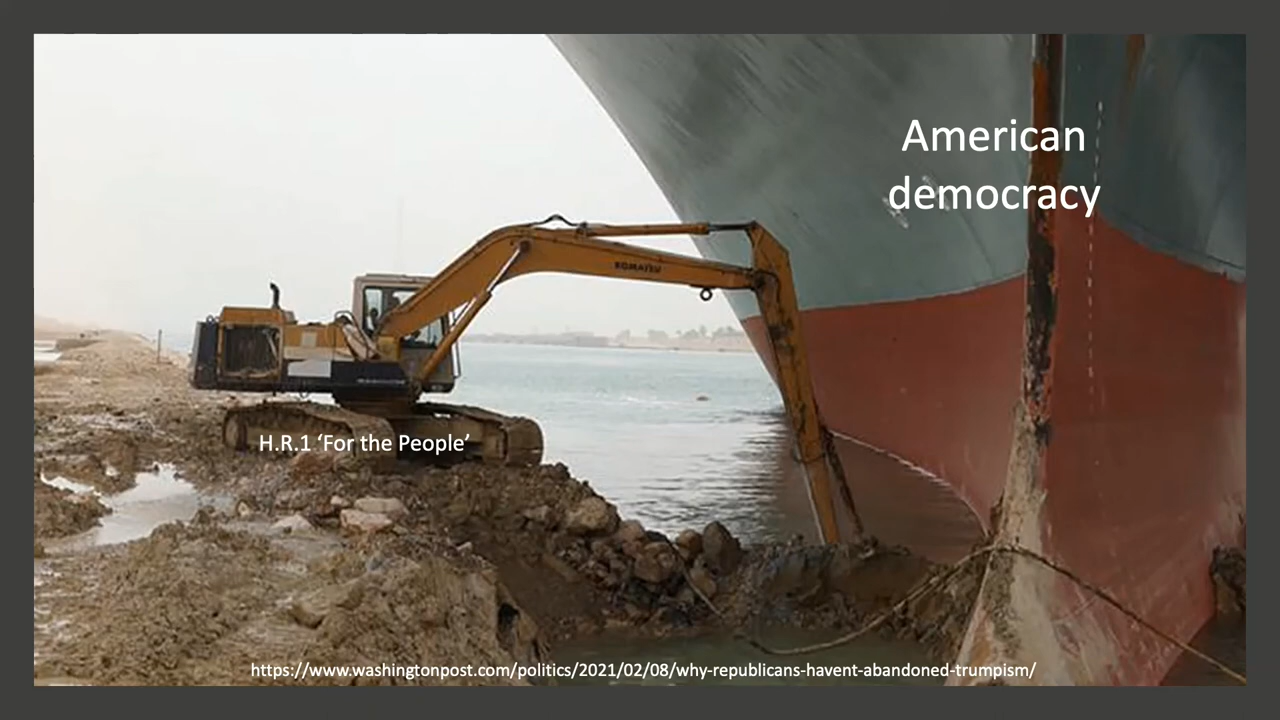 American
democracy
KOMATSU
H.R.1 ‘For the People’
https://www.washingtonpost.com/politics/2021/02/08/why-republicans-havent-abandoned-trumpism/